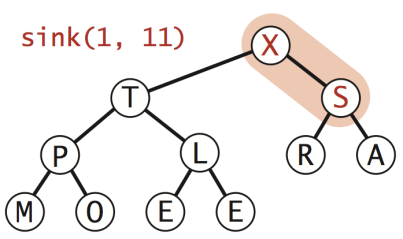 sink(1, 11)
X
T S
P L R A
M O E E